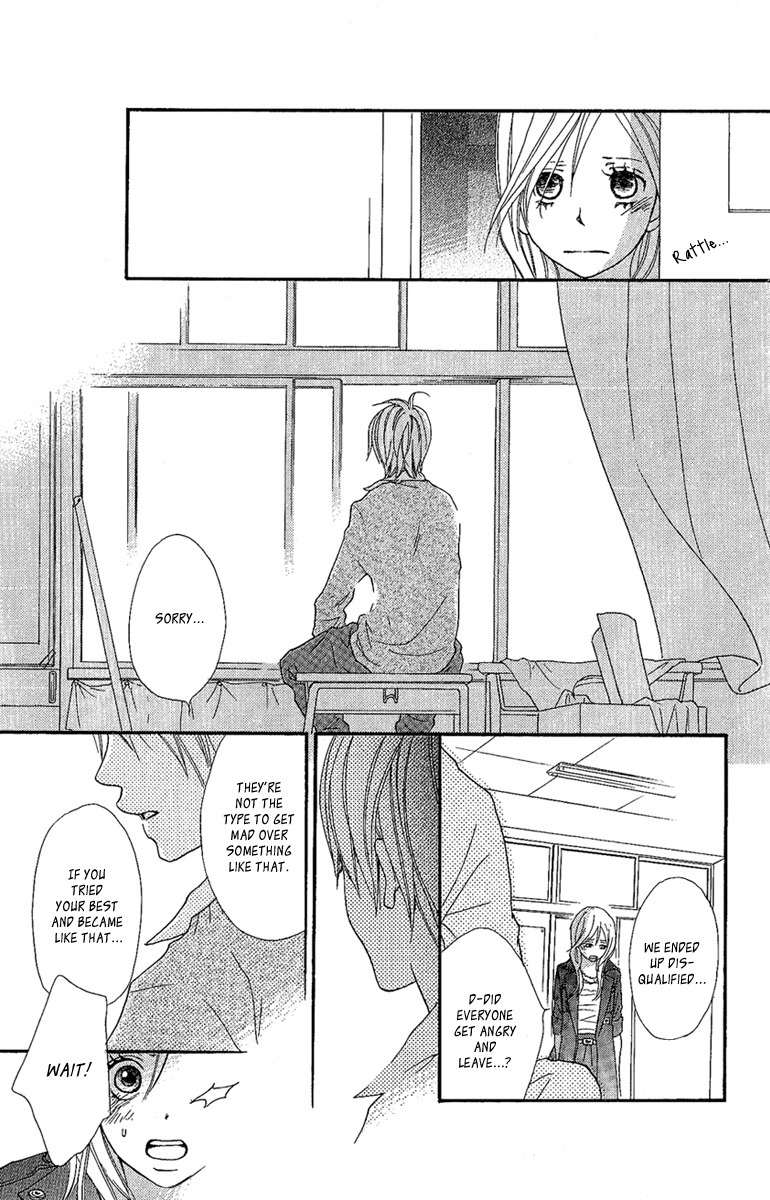 Rattle...
SORRY...
WE ENDED
UP DIS-
QUALIFIED...
D-DID
EVERYONE
GET ANGRY
AND
LEAVE...?
THEY'RE
NOT THE
TYPE TO GET
MAD OVER
SOMETHING
LIKE THAT.
IF YOU
TRIED
YOUR BEST
AND BECAME
LIKE THAT...
WAIT!